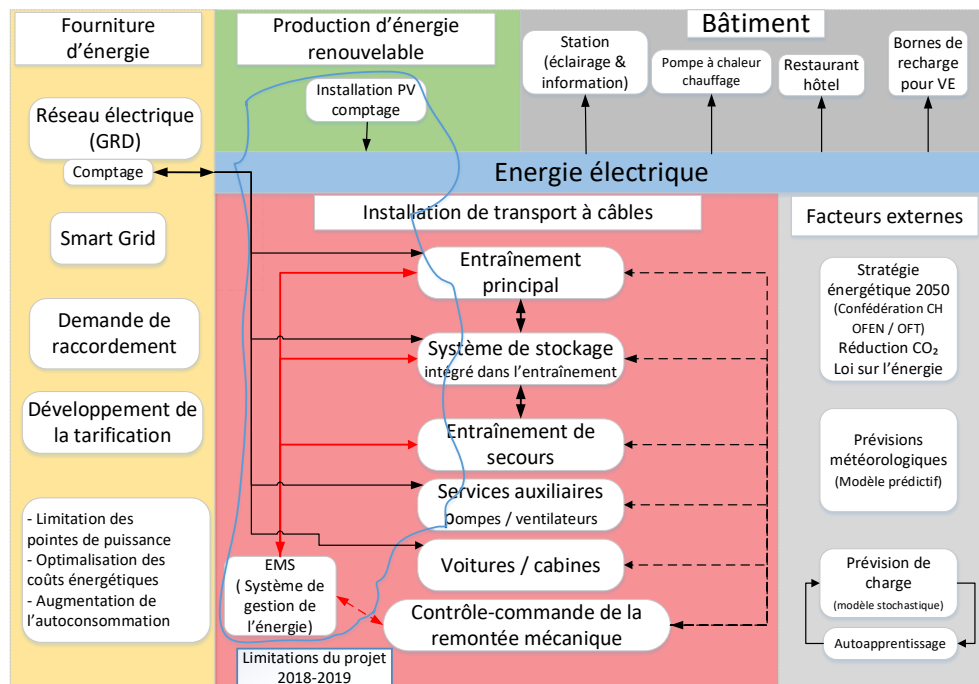 Fourniture
d’énergie
Réseau électrique
(GRD)
Comptage
Smart Grid
Demande de
raccordement
Développement de
la tarification
- Limitation des
pointes de puissance
- Optimalisation des
coûts énergétiques
- Augmentation de
l’autoconsommation
Production d’énergie
renouvelable
Installation PV
comptage
Bâtiment
Station
(éclairage &
information)
Pompe à chaleur
chauffage
Restaurant
hôtel
Bornes de
recharge
pour VE
Energie électrique
Installation de transport à câbles
Entraînement
principal
Système de stockage
intégré dans l’entraînement
Entraînement de
secours
Services auxiliaires
pompes / ventilateurs
Voitures / cabines
EMS
( Système de
gestion de
l’énergie)
Contrôle-commande de la
remontée mécanique
Limitations du projet
2018-2019
Facteurs externes
Stratégie
énergétique 2050
(Confédération CH
OFEN / OFT)
Réduction CO₂
Loi sur l’énergie
Prévisions
météorologiques
(Modèle prédictif)
Prévision de
charge
(modèle stochastique)
Autoapprentissage